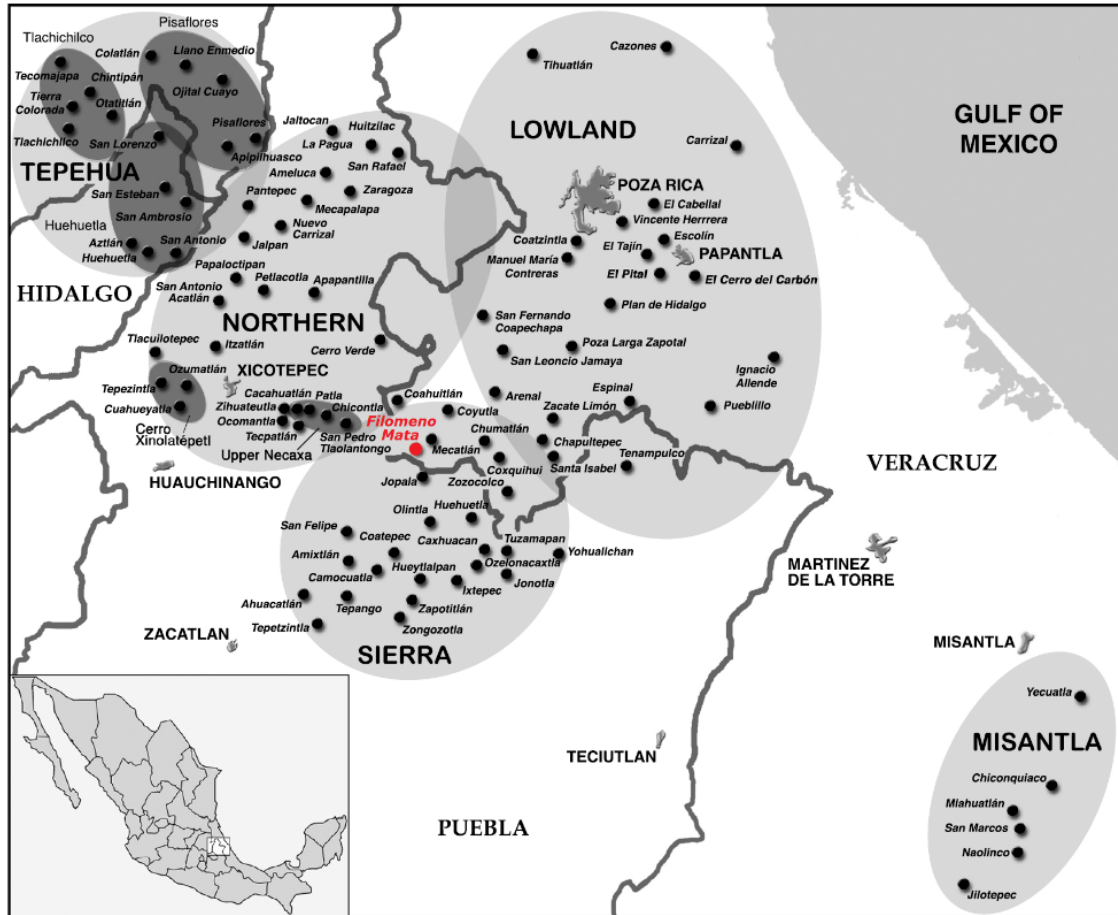 Tlachichilco
Pisaflores
Colatlán
Llano Enmedio
Tecomajapa
Chintipán
Tierra
Colorada
Otatitlán
Ojital Cuayo
Tlachichilco
San Lorenzo
Pisaflores
Apipilhuasco
TEPEHUA
San Esteban
San Ambrosio
Huehuetla
Aztlán
Huehuetla
San Antonio
HIDALGO
Jaltocan
Huitzilac
La Pagua
San Rafael
Ameluca
Zaragoza
Pantepec
Mecapalapa
Nuevo
Carrizal
Jalpan
Papaloctipan
Petlacotla
Apapantilla
San Antonio
Acatlán
NORTHERN
Itzatlán
Cerro Verde
Tlacuilotepec
Ozumatlán
XICOTEPEC
Tepezintla
Cuahueyatla
Cerro
Xinolatépetl
Cacahuatlán
Patla
Zihuateutla
Chicontla
Ocomantla
Tecpatlán
San Pedro
Tlaolantongo
Upper Necaxa
HUAUCHINANGO
Tihuatlán
Cazones
LOWLAND
Carrizal
GULF OF
MEXICO
POZA RICA
El Cabellal
Vincente Herrrera
Coatzintla
Escolín
El Tajín
PAPANTLA
Manuel María
Contreras
El Pital
El Cerro del Carbón
Plan de Hidalgo
San Fernando
Coapechapa
Poza Larga Zapotal
San Leoncio Jamaya
Ignacio
Allende
Arenal
Espinal
Pueblillo
Zacate Limón
Coahuitlán
Coyutla
Filomeno
Mata
Mecatlán
Chumatlán
Chapultepec
Tenampulco
Santa Isabel
Coxquihui
Zozocolco
Jopala
VERACRUZ
Olintla
Huehuetla
San Felipe
Coatepec
Caxhuacan
Tuzamapan
Yohualichan
Amixtlán
Hueytlalpan
Ozelonacaxtla
Camocuatla
Ixtepec
Jonotla
Ahuacatlán
Tepango
Zapotitlán
Tepetzintla
Zongozotla
SIERRA
ZACATLAN
MARTINEZ
DE LA TORRE
MISANTLA
Yecuatla
MISANTLA
Chiconquiaco
Miahuatlán
San Marcos
Naolinco
Jilotepec
TECIUTLAN
PUEBLA